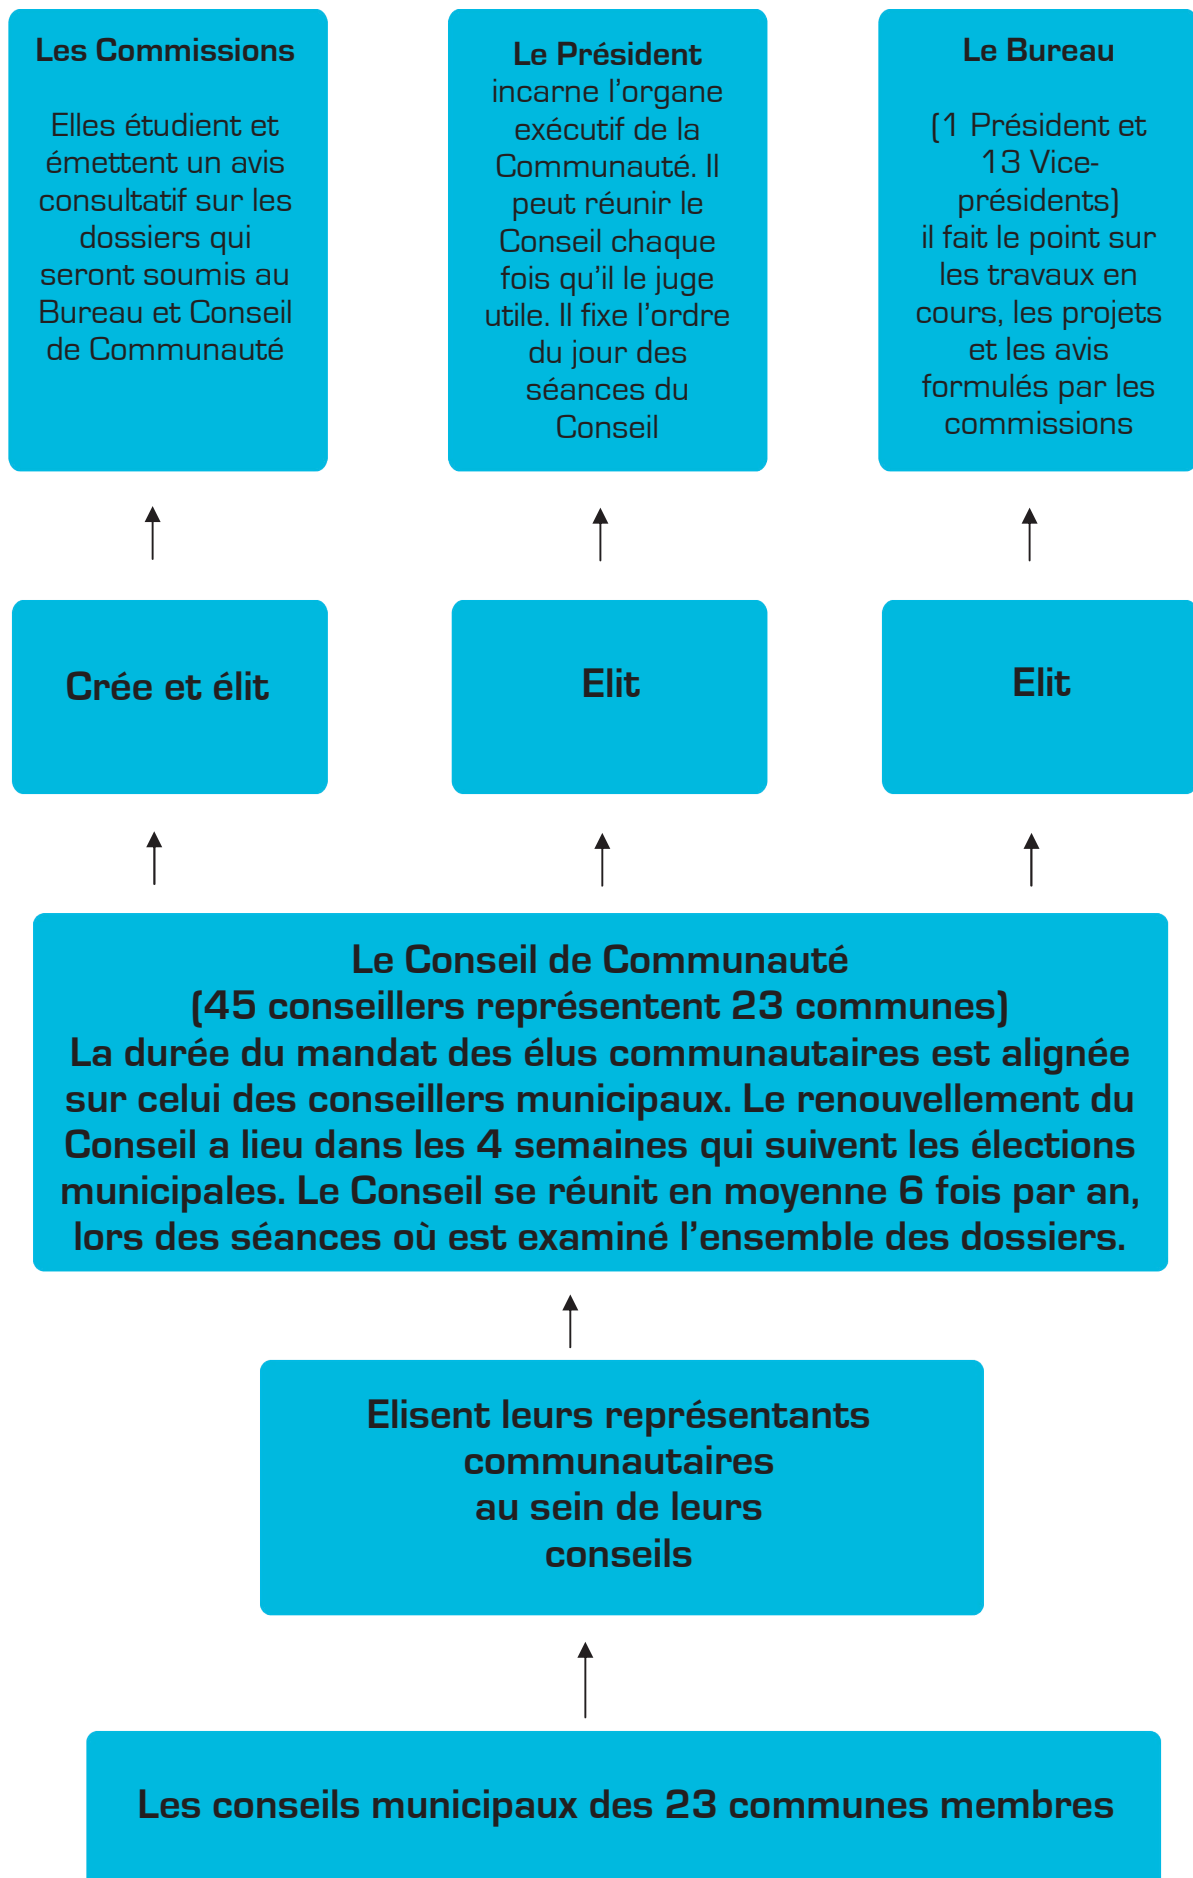 Les Commissions
Elles étudient et
émettent un avis
consultatif sur les
dossiers qui
seront soumis au
Bureau et Conseil
de Communauté
Le Président
incarne l'organe
exécutif de la
Communauté. Il
peut réunir le
Conseil chaque
fois qu'il le juge
utile. Il fixe l'ordre
du jour des
séances du
Conseil
Le Bureau
(1 Président et
13 Vice-
présidents)
il fait le point sur
les travaux en
cours, les projets
et les avis
formulés par les
commissions
Crée et élit
Elit
Elit
Le Conseil de Communauté
(45 conseillers représentent 23 communes)
La durée du mandat des élus communautaires est alignée
sur celui des conseillers municipaux. Le renouvellement du
Conseil a lieu dans les 4 semaines qui suivent les élections
municipales. Le Conseil se réunit en moyenne 6 fois par an,
lors des séances où est examiné l'ensemble des dossiers.
Elisent leurs représentants
communautaires
au sein de leurs
conseils
Les conseils municipaux des 23 communes membres